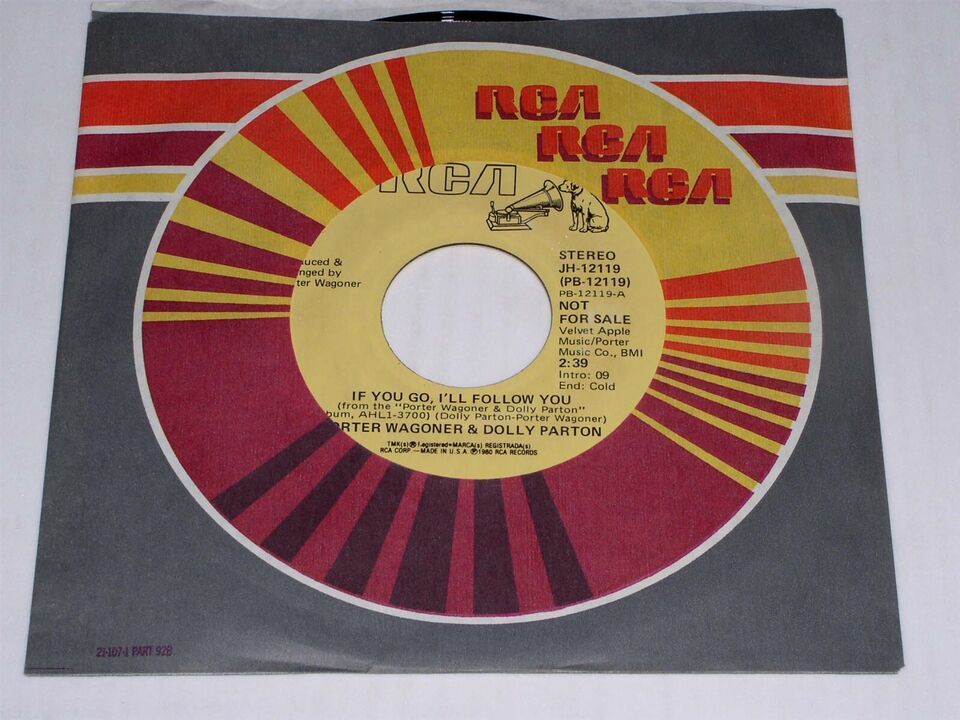 RCA
RCA
RCA
RCA
STEREO
JH-12119
(PB-12119)
PB-12119-A
NOT
FOR SALE
Velvet Apple
Music/Porter
Music Co., BMI
2:39
Intro: 09
End: Cold
uced &
nged by
ter Wagoner
IF YOU GO, I'LL FOLLOW YOU
(from the "Porter Wagoner & Dolly Parton"
bum, AHL1-3700) (Dolly Parton-Porter Wagoner)
ORTER WAGONER & DOLLY PARTON
TMK(s) ® Registered • MARCA(s) REGISTRADA(s)
RCA CORP.—MADE IN U.S.A. ℗ 1980 RCA RECORDS
21-107-1 PART 92B